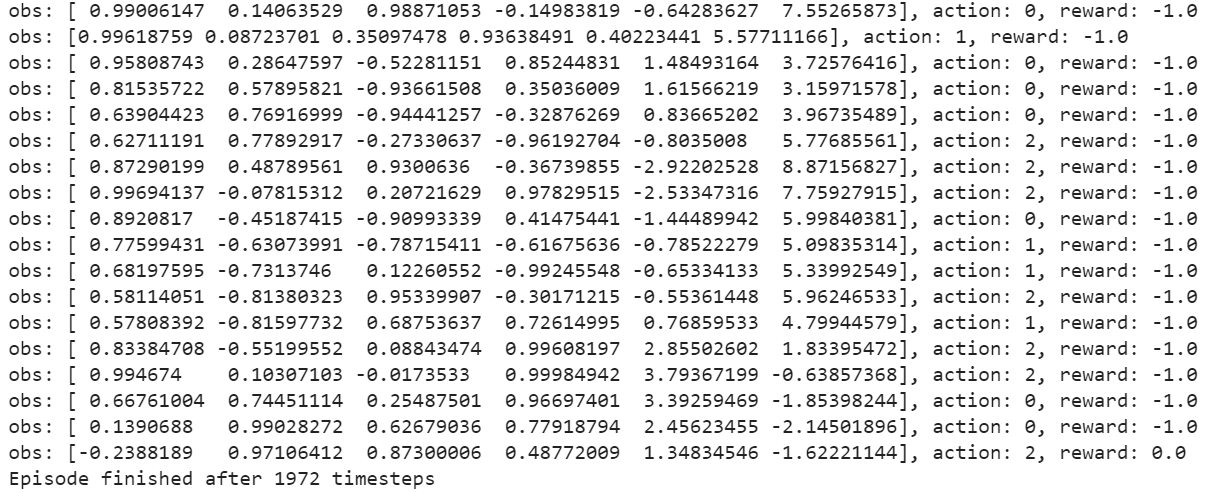 obs: [ 0.99006147  0.14063529  0.98871053 -0.14983819 -0.64283627  7.55265873], action: 0, reward: -1.0
obs: [0.99618759 0.08723701 0.35097478 0.93638491 0.40223441 5.57711166], action: 1, reward: -1.0
obs: [ 0.95808743  0.28647597 -0.52281151  0.85244831  1.48493164  3.72576416], action: 0, reward: -1.0
obs: [ 0.81535722  0.57895821 -0.93661508  0.35036009  1.61566219  3.15971578], action: 0, reward: -1.0
obs: [ 0.63904423  0.76916999 -0.94441257 -0.32876269  0.83665202  3.96735489], action: 0, reward: -1.0
obs: [ 0.62711191  0.77892917 -0.27330637 -0.96192704 -0.8035008   5.77685561], action: 2, reward: -1.0
obs: [ 0.87290199  0.48789561  0.9300636  -0.36739855 -2.92202528  8.87156827], action: 2, reward: -1.0
obs: [ 0.99694137 -0.07815312  0.20721629  0.97829515 -2.53347316  7.75927915], action: 2, reward: -1.0
obs: [ 0.8920817  -0.45187415 -0.90993339  0.41475441 -1.44489942  5.99840381], action: 0, reward: -1.0
obs: [ 0.77599431 -0.63073991 -0.78715411 -0.61675636 -0.78522279  5.09835314], action: 1, reward: -1.0
obs: [ 0.68197595 -0.7313746   0.12260552 -0.99245548 -0.65334133  5.33992549], action: 1, reward: -1.0
obs: [ 0.58114051 -0.81380323  0.95339907 -0.30171215 -0.55361448  5.96246533], action: 2, reward: -1.0
obs: [ 0.57808392 -0.81597732  0.68753637  0.72614995  0.76859533  4.79944579], action: 1, reward: -1.0
obs: [ 0.83384708 -0.55199552  0.08843474  0.99608197  2.85502602  1.83395472], action: 2, reward: -1.0
obs: [ 0.994674    0.10307103 -0.0173533   0.99984942  3.79367199 -0.63857368], action: 2, reward: -1.0
obs: [ 0.66761004  0.74451114  0.25487501  0.96697401  3.39259469 -1.85398244], action: 0, reward: -1.0
obs: [ 0.1390688   0.99028272  0.62679036  0.77918794  2.45623455 -2.14501896], action: 0, reward: -1.0
obs: [-0.2388189   0.97106412  0.87300006  0.48772009  1.34834546 -1.62221144], action: 2, reward: 0.0
Episode finished after 1972 timesteps